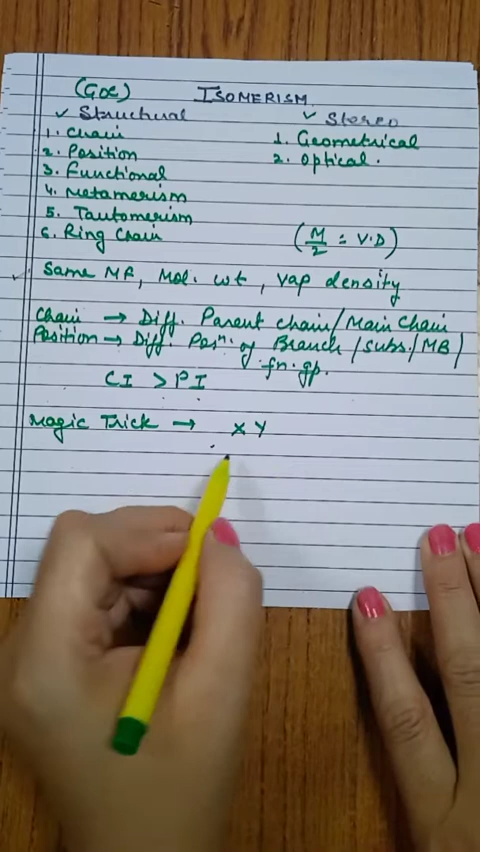 (GOC) ISOMERISM
✓ Structural ✓ Stereo
1. Chain 1. Geometrical
2. Position 2. Optical.
3. Functional
4. Metamerism
5. Tautomerism
6. Ring Chain (M/2 = V.D)
✓ Same MF, Mol. wt, vap density
Chain → Diff. Parent chain/Main Chain
Position → Diff. Posn. of Branch/Subs./MB/
fn. gp.
CI > PI
Magic Trick → XY